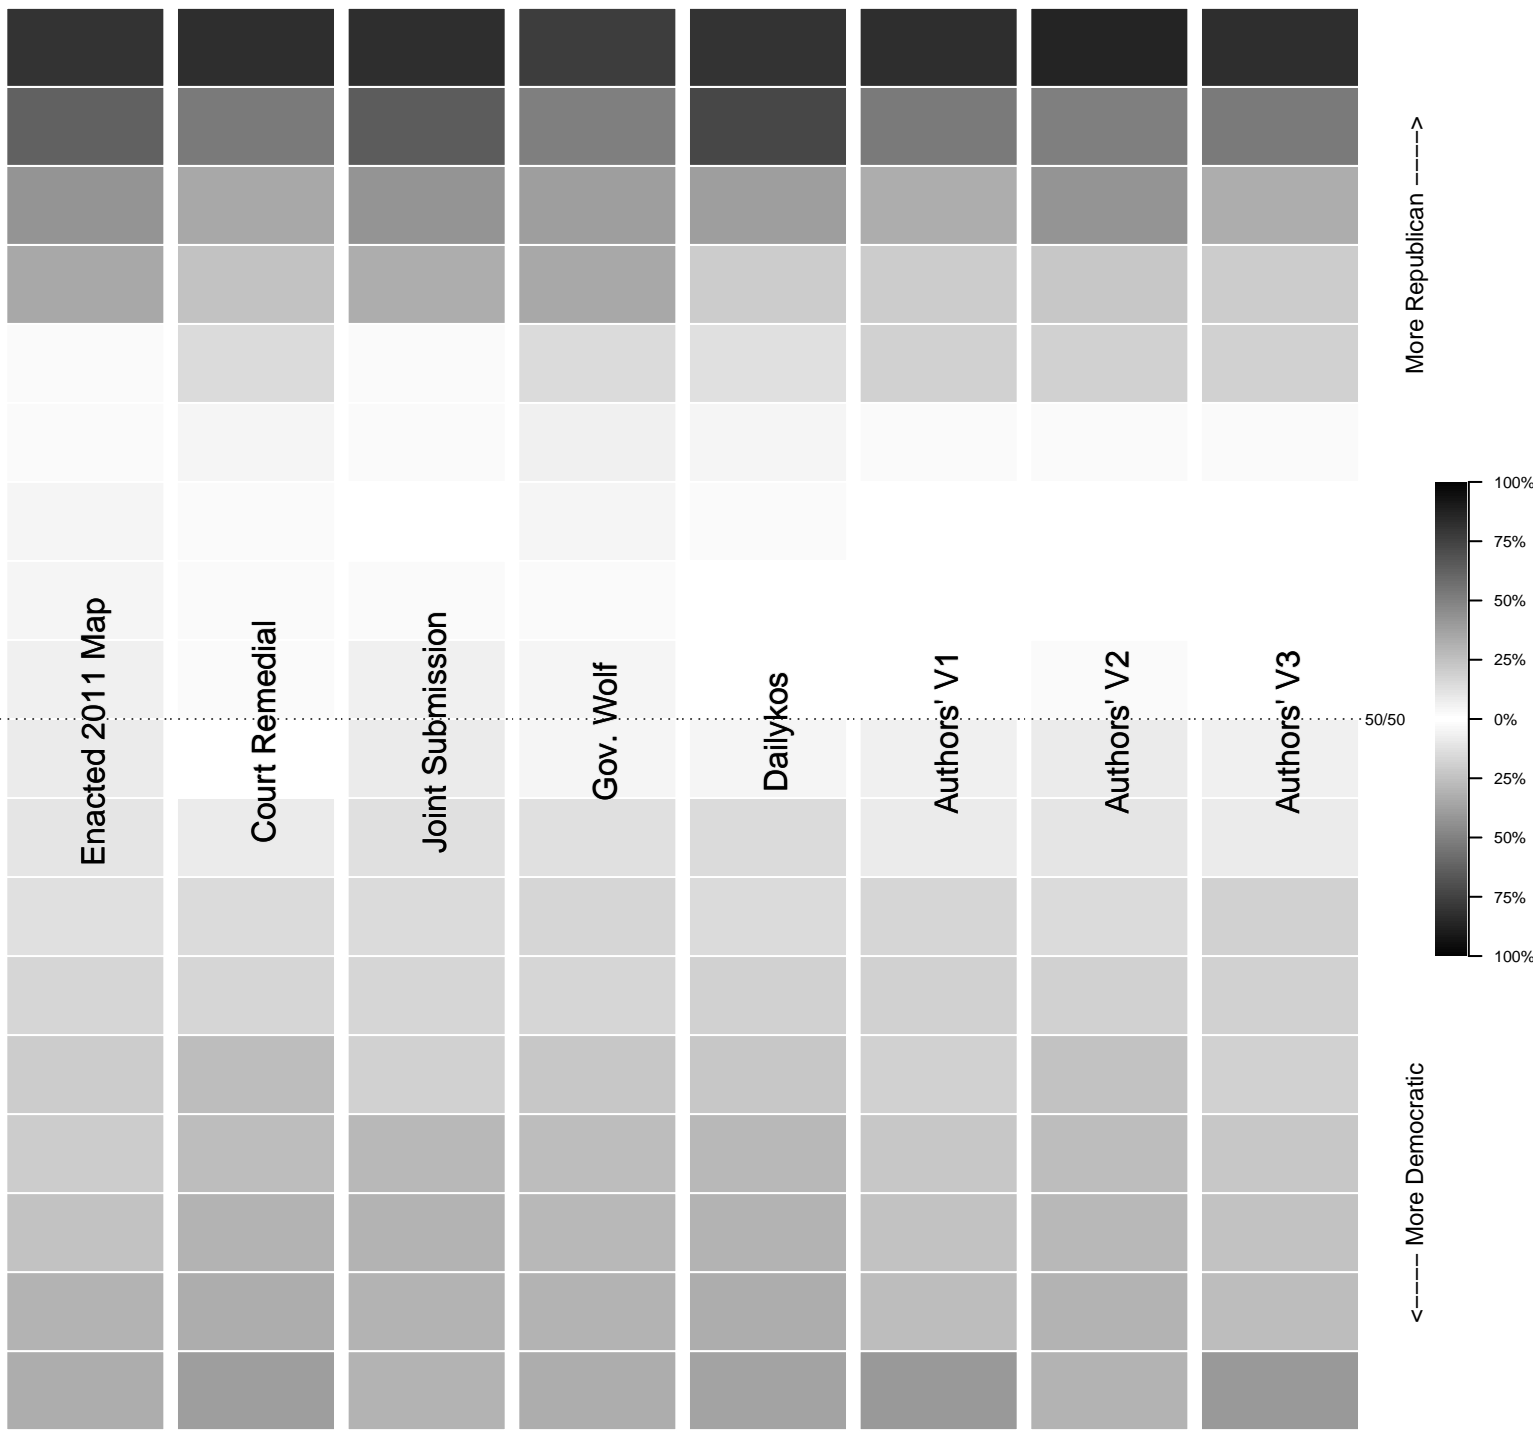 Enacted 2011 Map
Court Remedial
Joint Submission
Gov. Wolf
Dailykos
Authors' V1
Authors' V2
Authors' V3
More Republican −−−−−>
50/50
100%
75%
50%
25%
0%
25%
50%
75%
100%
<−−−−− More Democratic